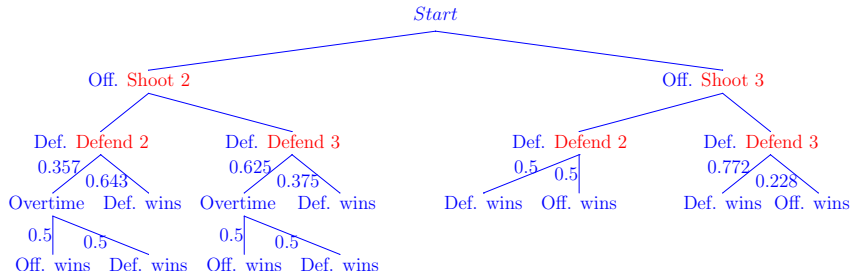 Start
Off. Shoot 2 Off. Shoot 3
Def. Defend 2 Def. Defend 3 Def. Defend 2 Def. Defend 3
0.357 0.643 0.625 0.375 0.5 0.5 0.772 0.228
Overtime Def. wins Overtime Def. wins Def. wins Off. wins Def. wins Off. wins
0.5 0.5 0.5 0.5
Off. wins Def. wins Off. wins Def. wins